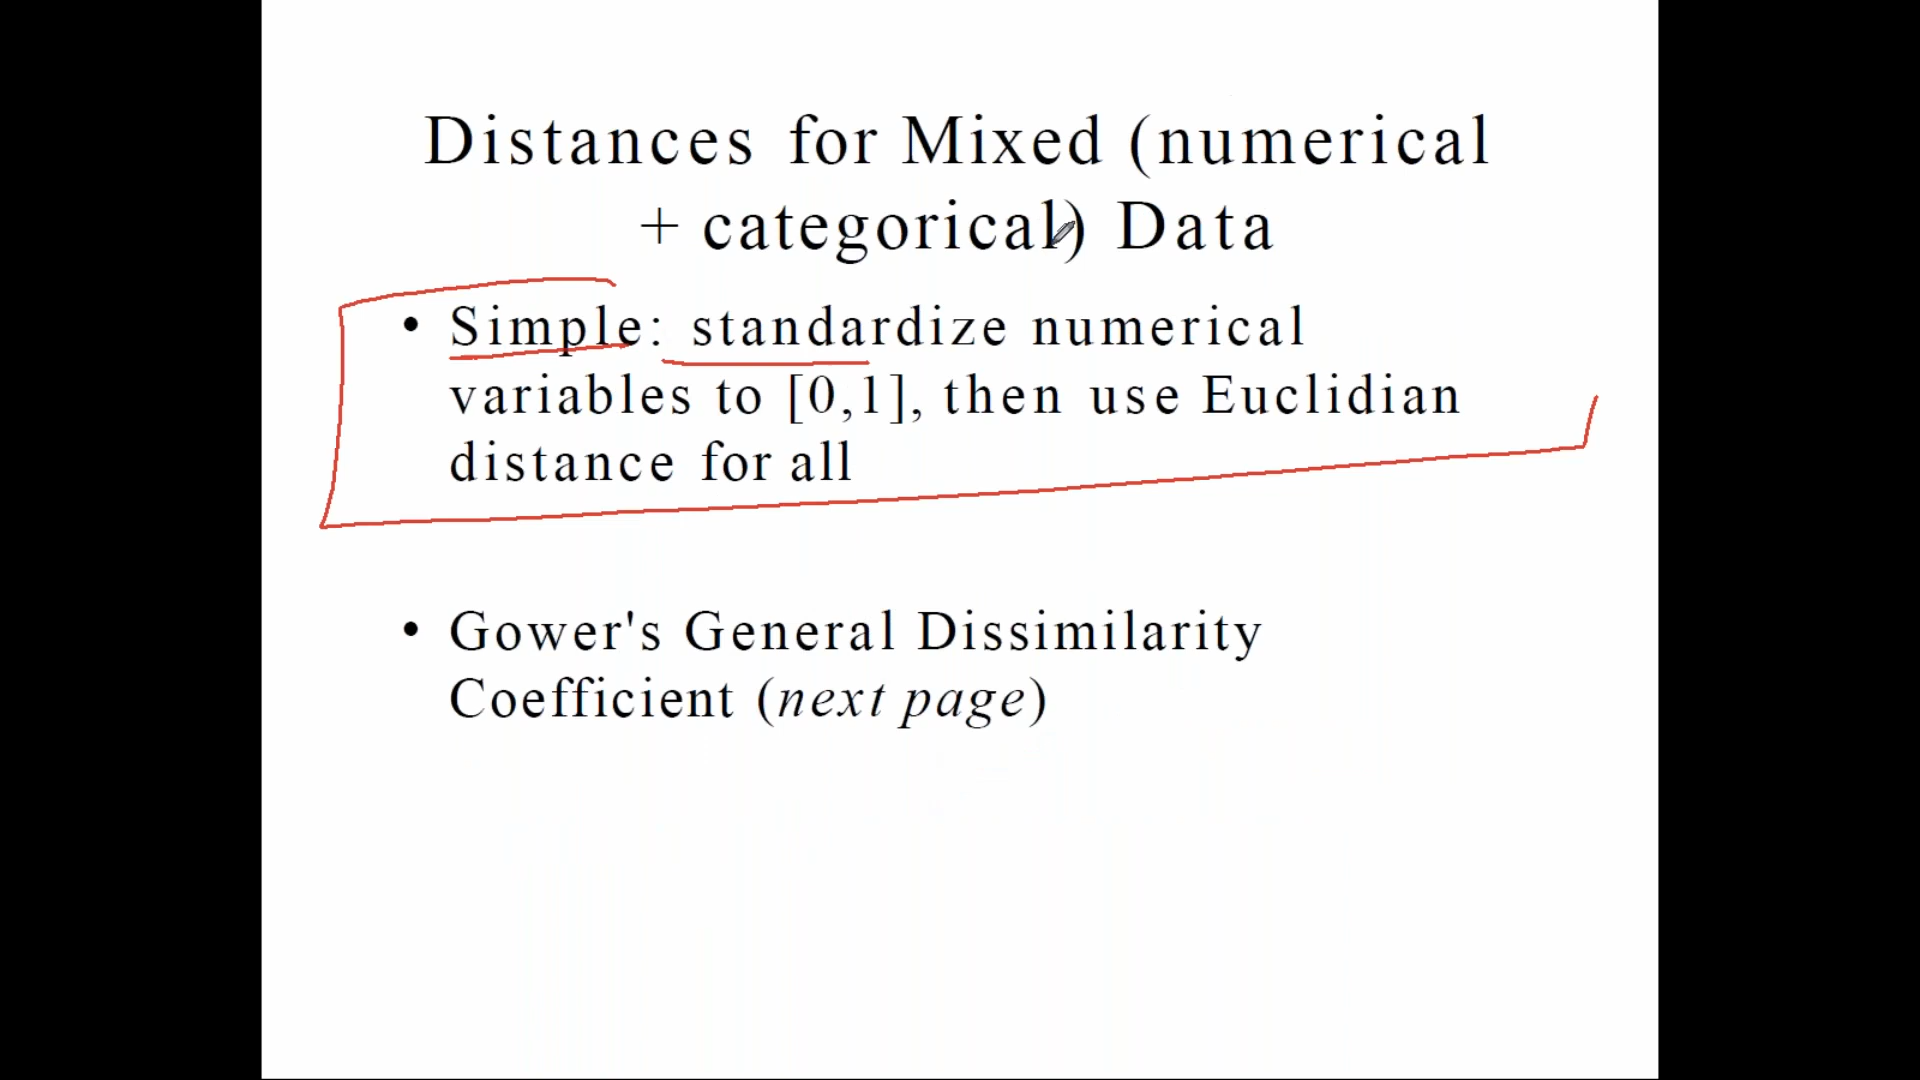 Distances for Mixed (numerical
+ categorical) Data
• Simple: standardize numerical
variables to [0,1], then use Euclidian
distance for all
• Gower's General Dissimilarity
Coefficient (next page)